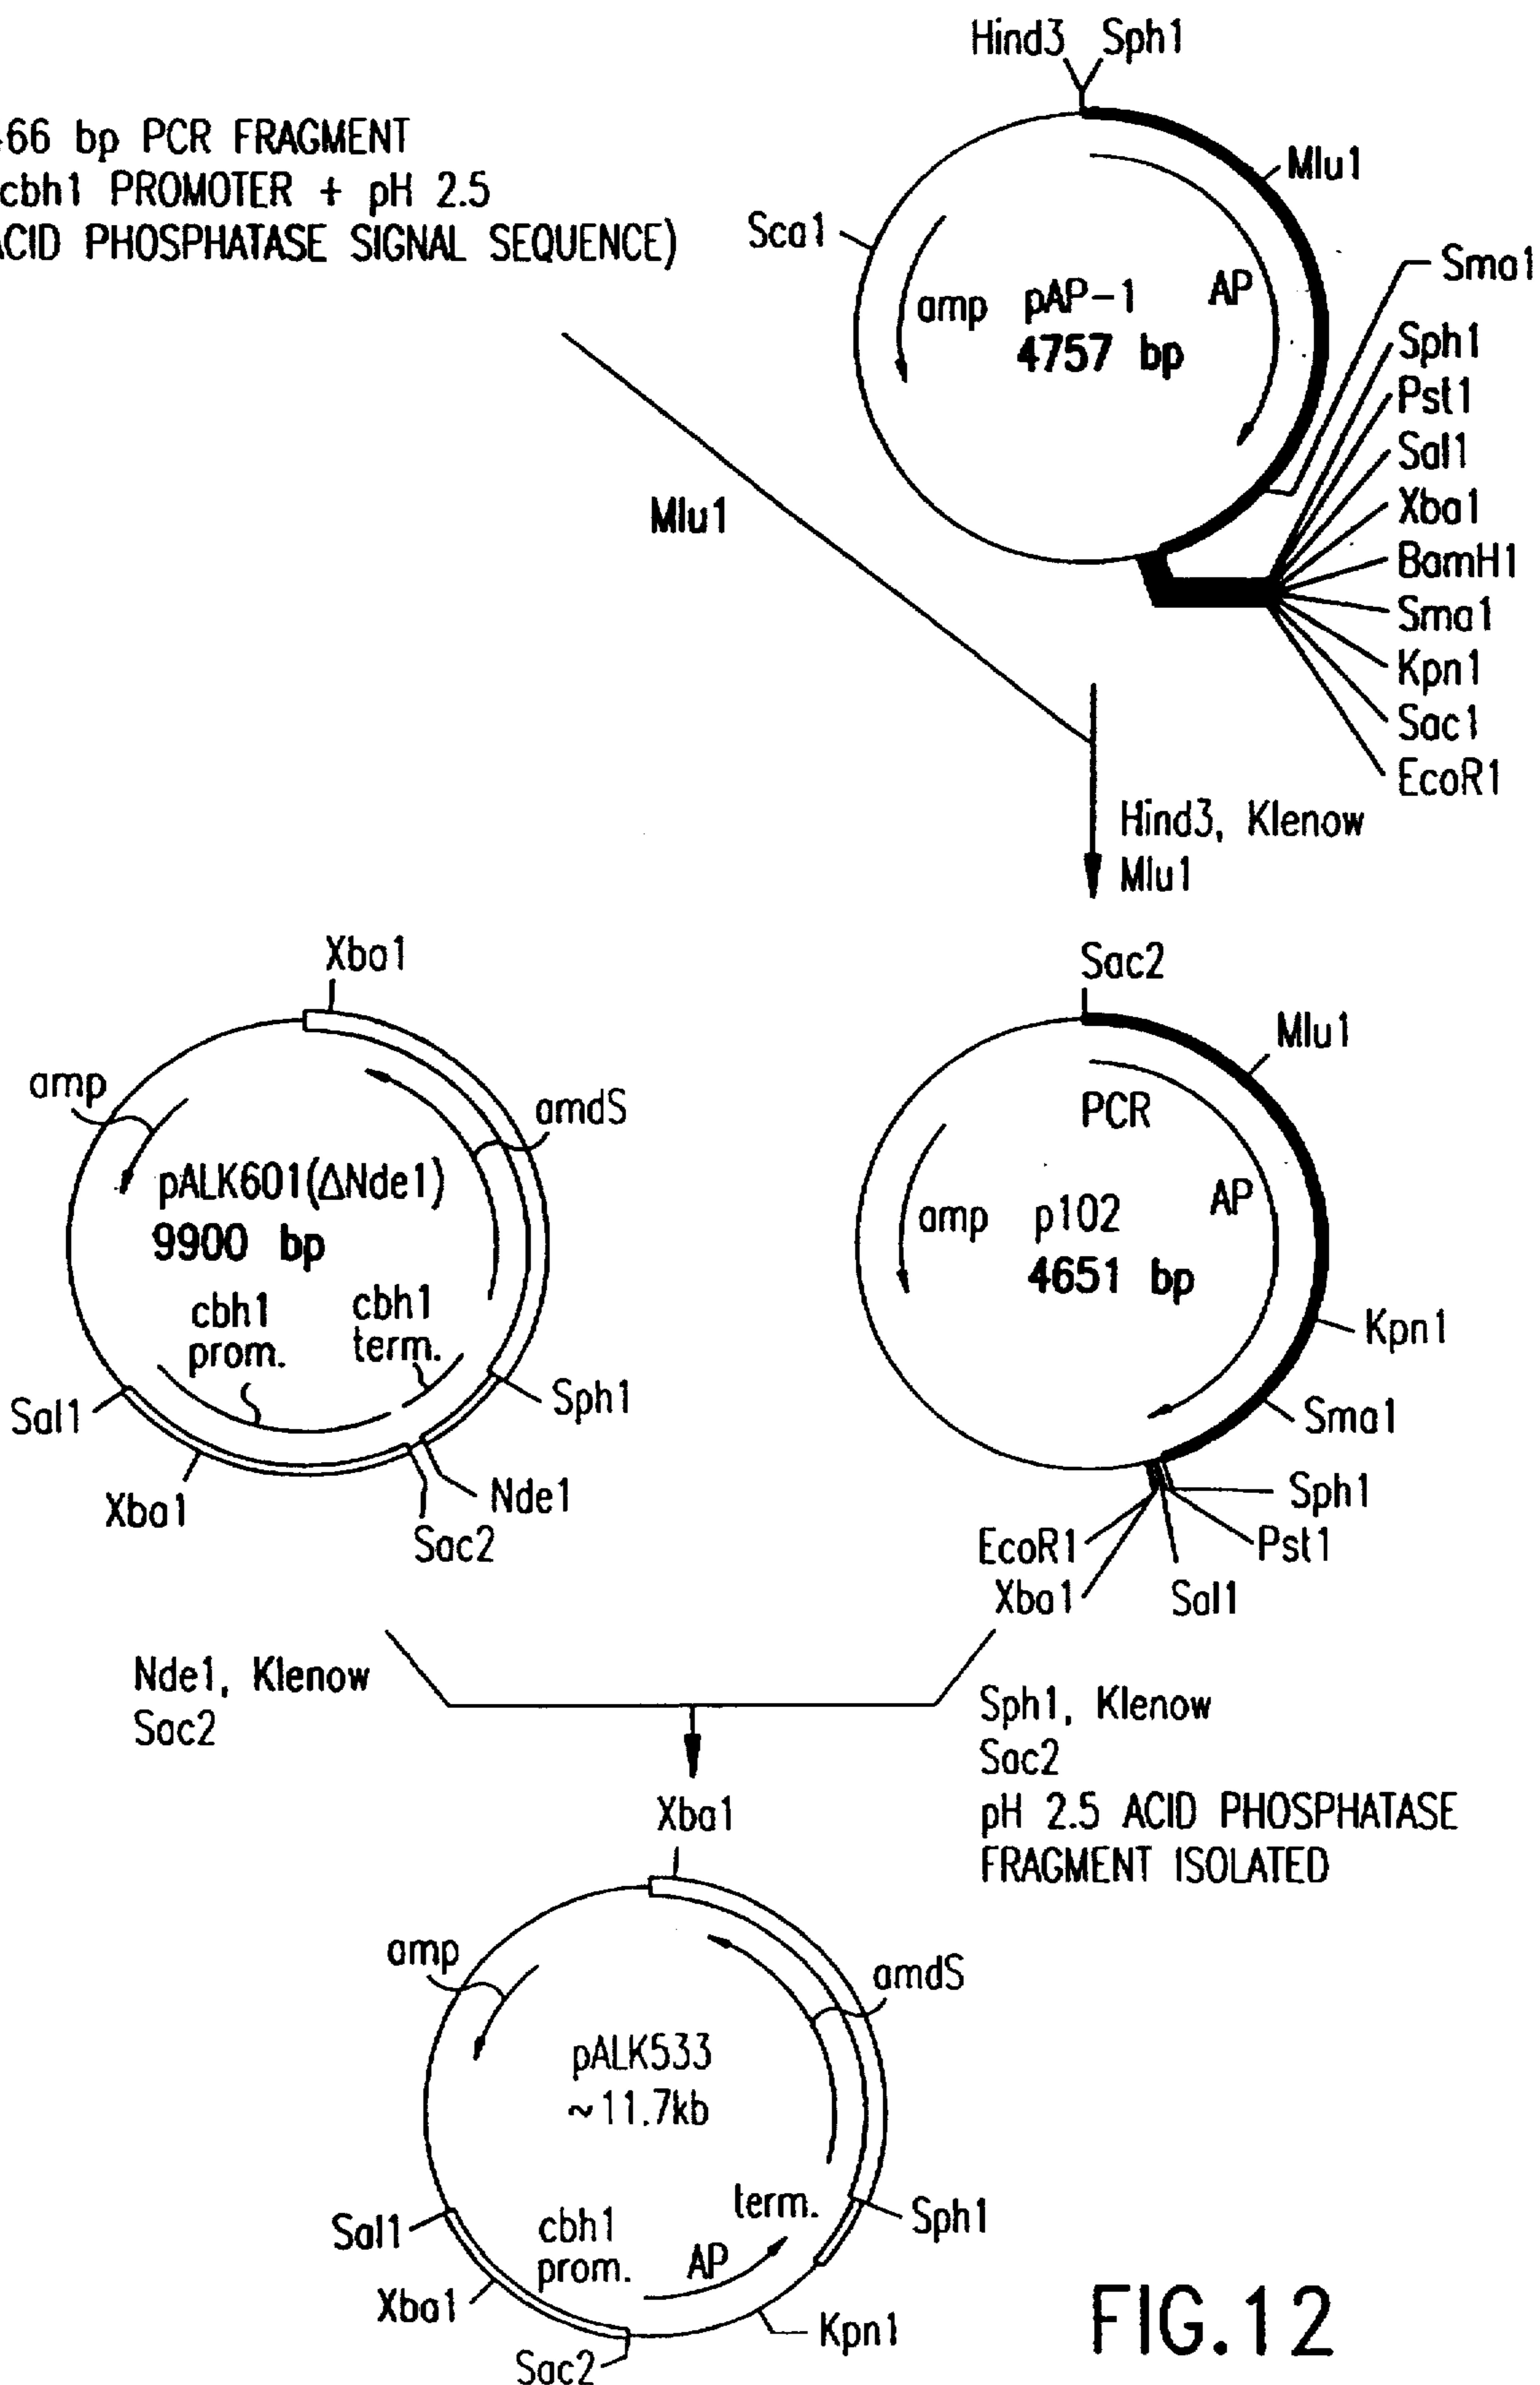 66 bp PCR FRAGMENT
cbh1 PROMOTER + pH 2.5
ACID PHOSPHATASE SIGNAL SEQUENCE)
Hind3 Sph1
Mlu1
Sca1
Sma1
amp pAP-1 AP
4757 bp
Sph1
Pst1
Sal1
Xba1
BamH1
Sma1
Kpn1
Sac1
EcoR1
Mlu1
Hind3, Klenow
Mlu1
Xba1
amp
amdS
pALK601(ΔNde1)
9900 bp
cbh1
prom.
cbh1
term.
Sal1
Sph1
Xba1
Nde1
Sac2
Sac2
Mlu1
PCR
AP
amp p102
4651 bp
Kpn1
Sma1
Sph1
EcoR1
Pst1
Xba1
Sal1
Nde1, Klenow
Sac2
Sph1, Klenow
Sac2
pH 2.5 ACID PHOSPHATASE
FRAGMENT ISOLATED
Xba1
amp
amdS
pALK533
~11.7kb
term.
Sph1
Sal1
cbh1
prom.
AP
Xba1
Kpn1
Sac2
FIG.12